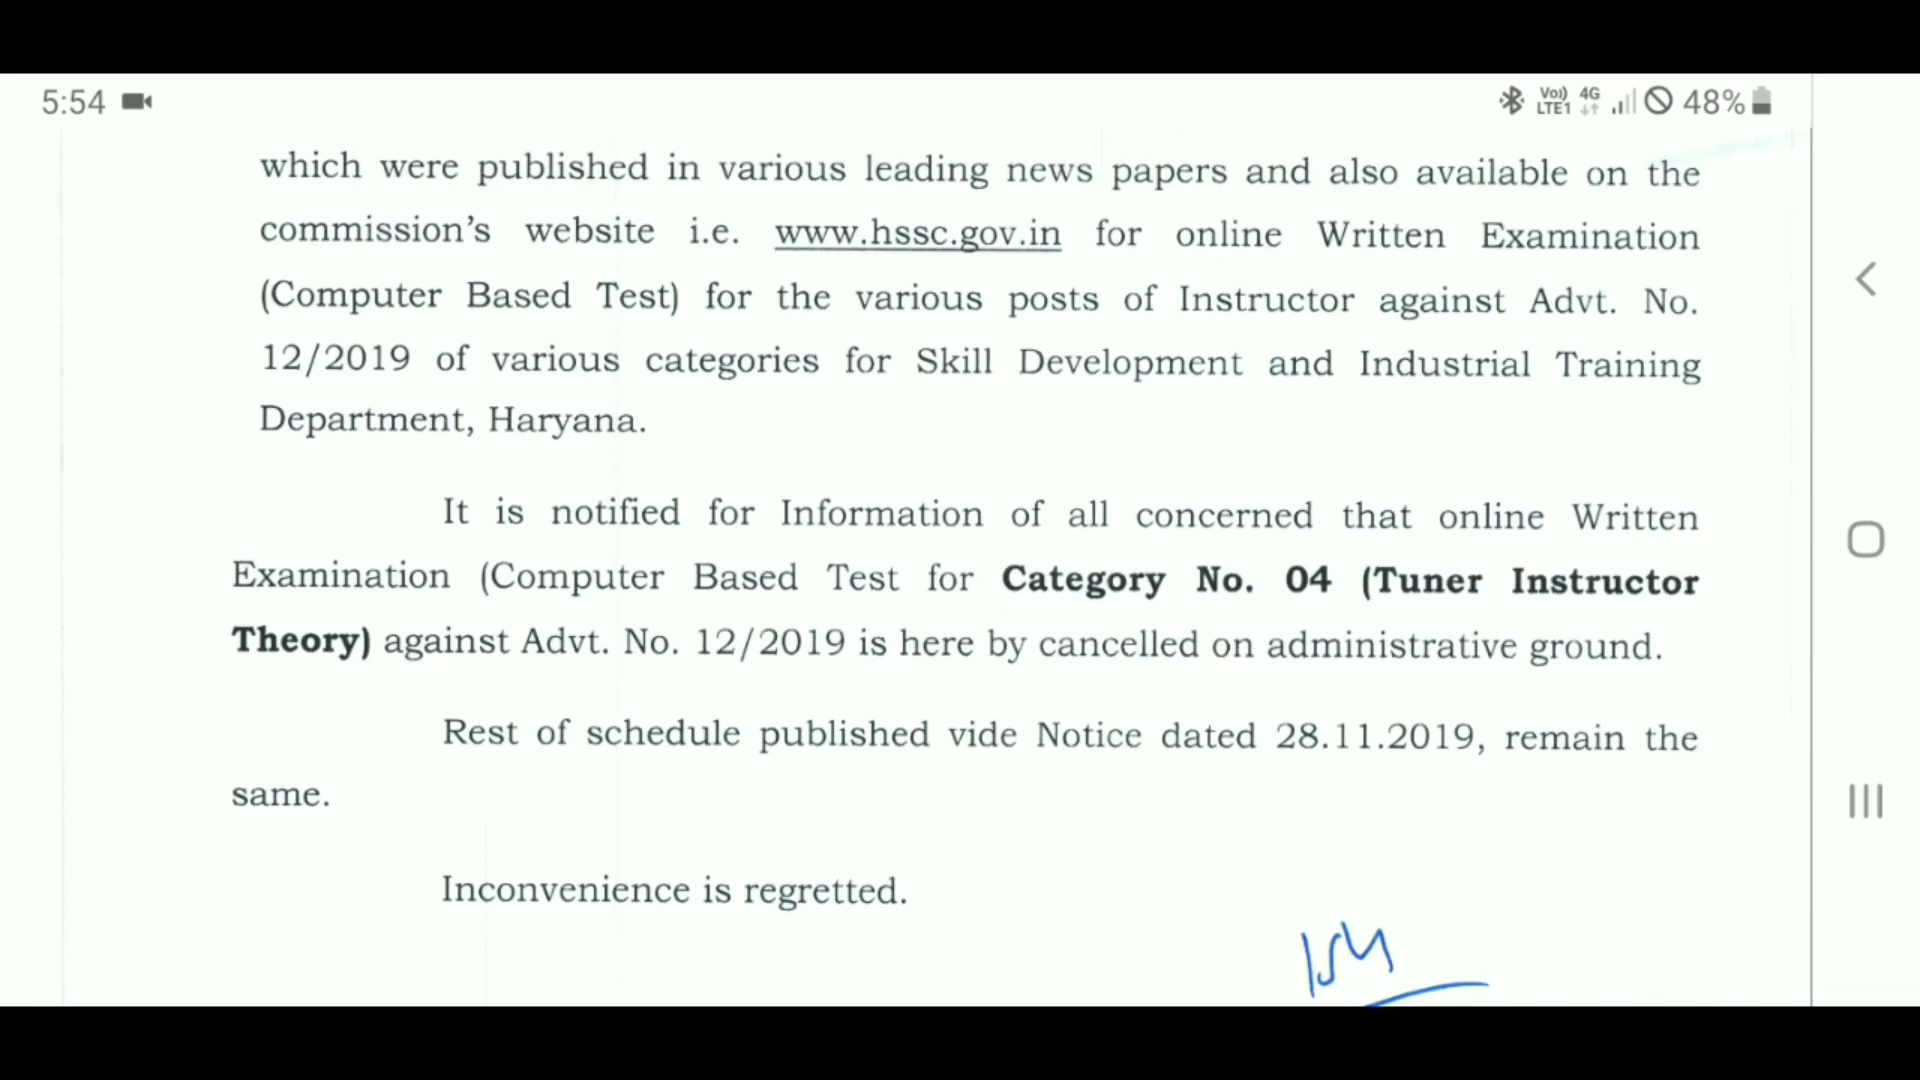 5:54
Vo)) 4G
LTE1
48%
which were published in various leading news papers and also available on the
commission's website i.e. www.hssc.gov.in for online Written Examination
(Computer Based Test) for the various posts of Instructor against Advt. No.
12/2019 of various categories for Skill Development and Industrial Training
Department, Haryana.
It is notified for Information of all concerned that online Written
Examination (Computer Based Test for Category No. 04 (Tuner Instructor
Theory) against Advt. No. 12/2019 is here by cancelled on administrative ground.
Rest of schedule published vide Notice dated 28.11.2019, remain the
same.
Inconvenience is regretted.